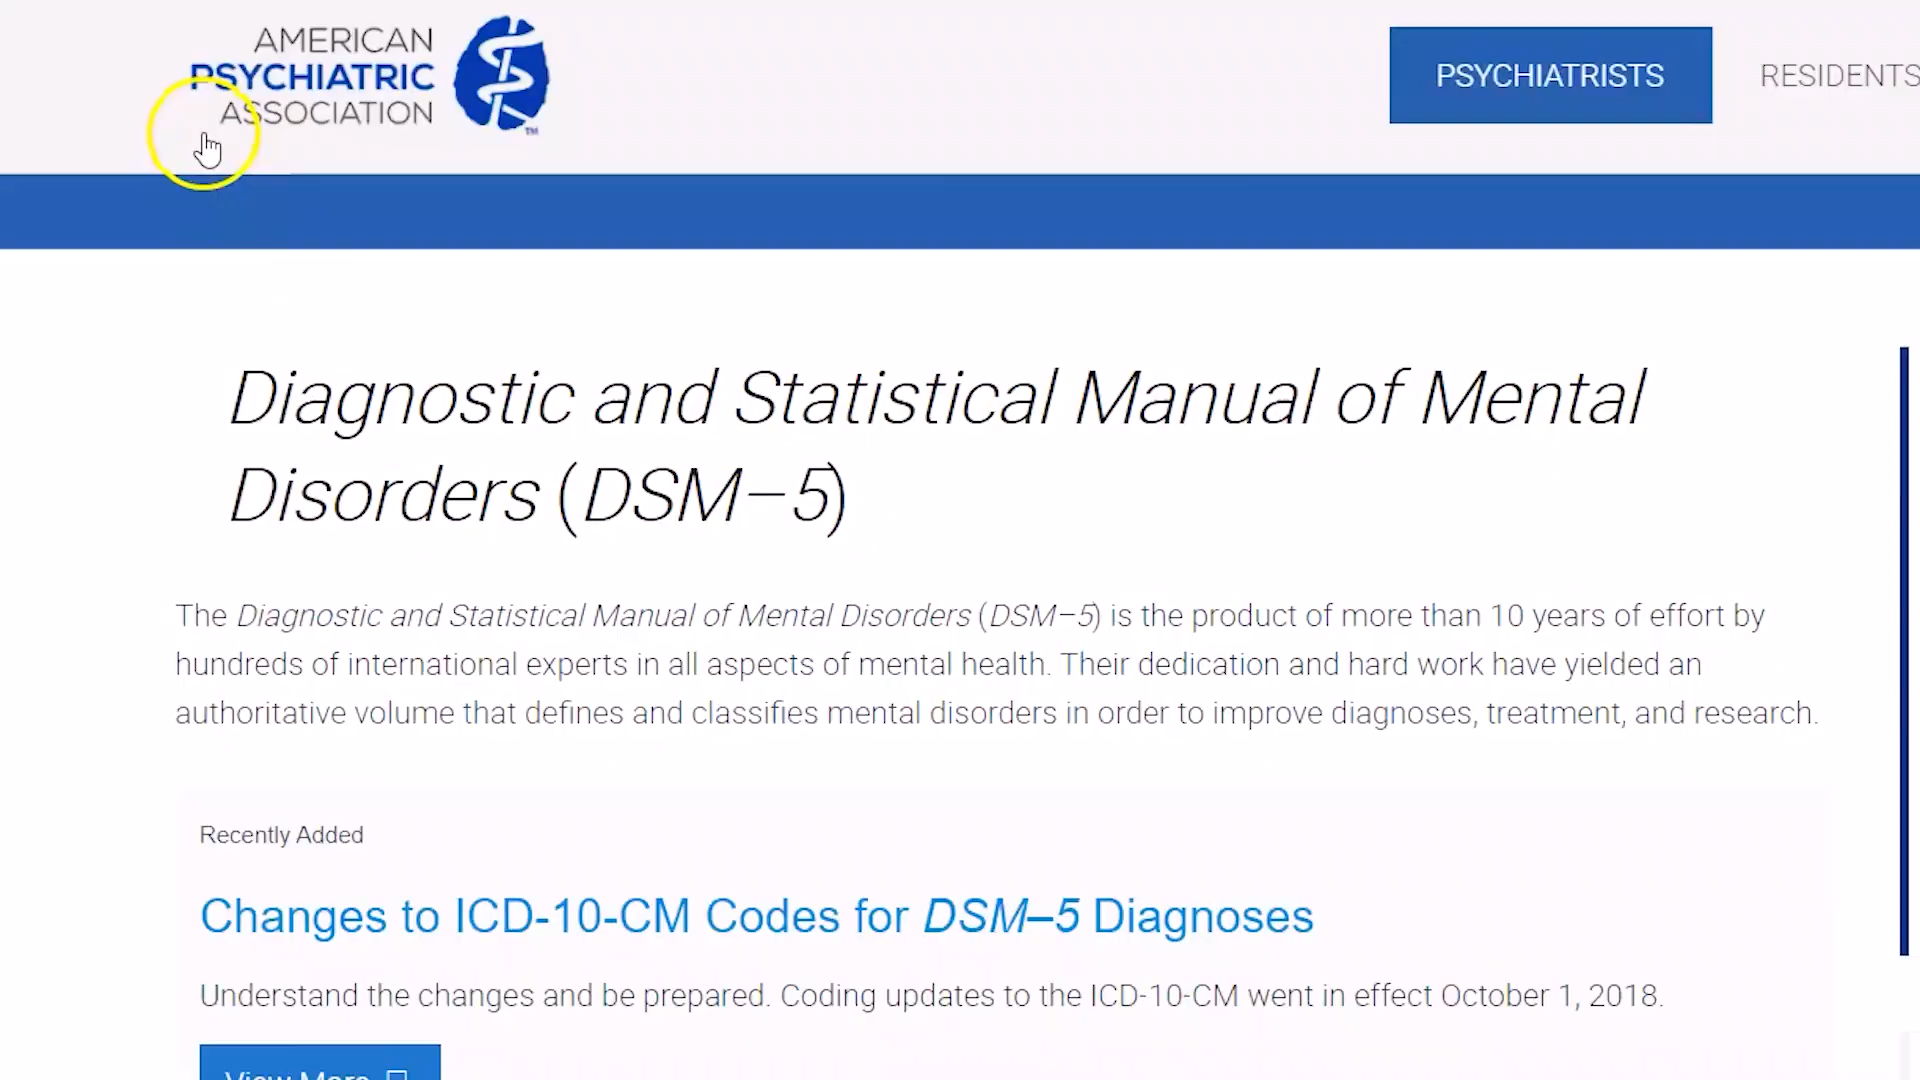 AMERICAN
PSYCHIATRIC
ASSOCIATION
TM
PSYCHIATRISTS
RESIDENTS
Diagnostic and Statistical Manual of Mental
Disorders (DSM–5)
The Diagnostic and Statistical Manual of Mental Disorders (DSM–5) is the product of more than 10 years of effort by
hundreds of international experts in all aspects of mental health. Their dedication and hard work have yielded an
authoritative volume that defines and classifies mental disorders in order to improve diagnoses, treatment, and research.
Recently Added
Changes to ICD-10-CM Codes for DSM–5 Diagnoses
Understand the changes and be prepared. Coding updates to the ICD-10-CM went in effect October 1, 2018.
View More